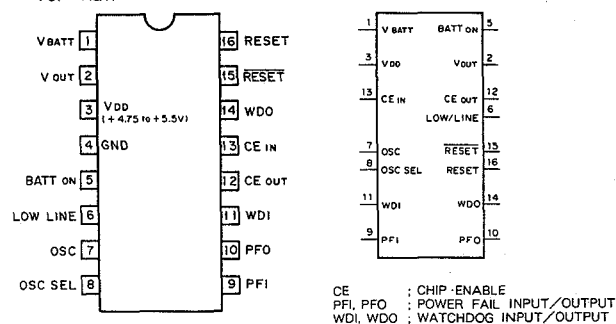 V BATT 1
16 RESET
V OUT 2
15 RESET
3 VDD
(+4.75 to +5.5V)
14 WDO
4 GND
13 CE IN
BATT ON 5
12 CE OUT
LOW LINE 6
11 WDI
OSC 7
10 PFO
OSC SEL 8
9 PFI
1 V BATT BATT ON 5
3 VDD VOUT 2
13 CE IN CE OUT 12
LOW/LINE 6
7 OSC RESET 15
8 OSC SEL RESET 16
11 WDI WDO 14
9 PFI PFO 10
CE ; CHIP-ENABLE
PFI, PFO ; POWER FAIL INPUT/OUTPUT
WDI, WDO ; WATCHDOG INPUT/OUTPUT